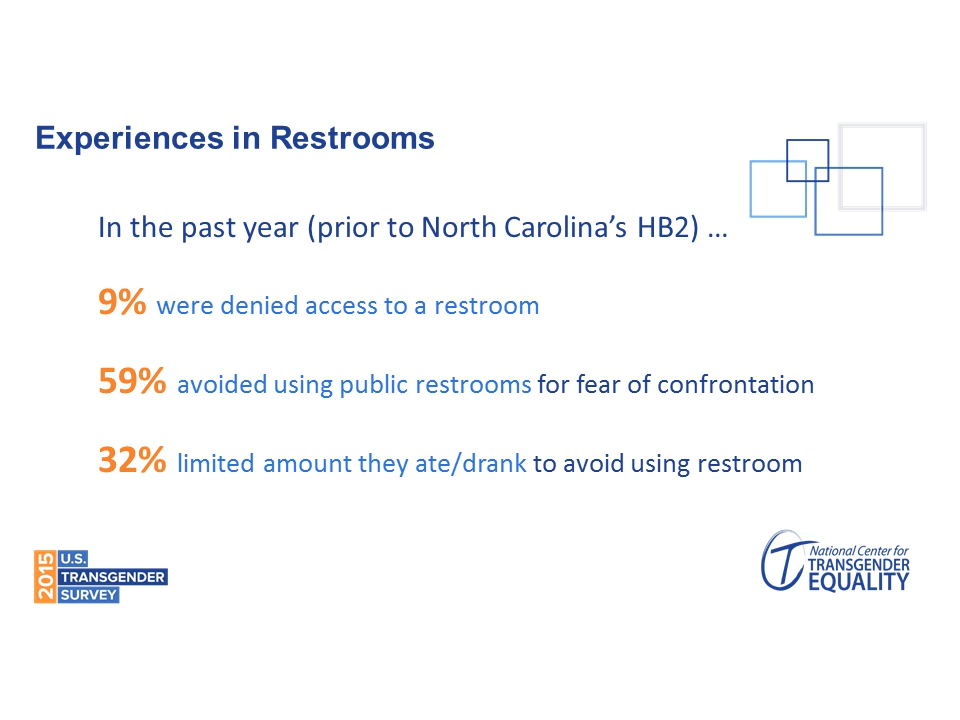 Experiences in Restrooms
In the past year (prior to North Carolina’s HB2) …
9% were denied access to a restroom
59% avoided using public restrooms for fear of confrontation
32% limited amount they ate/drank to avoid using restroom
2015
U.S.
TRANSGENDER
SURVEY
National Center for
TRANSGENDER
EQUALITY